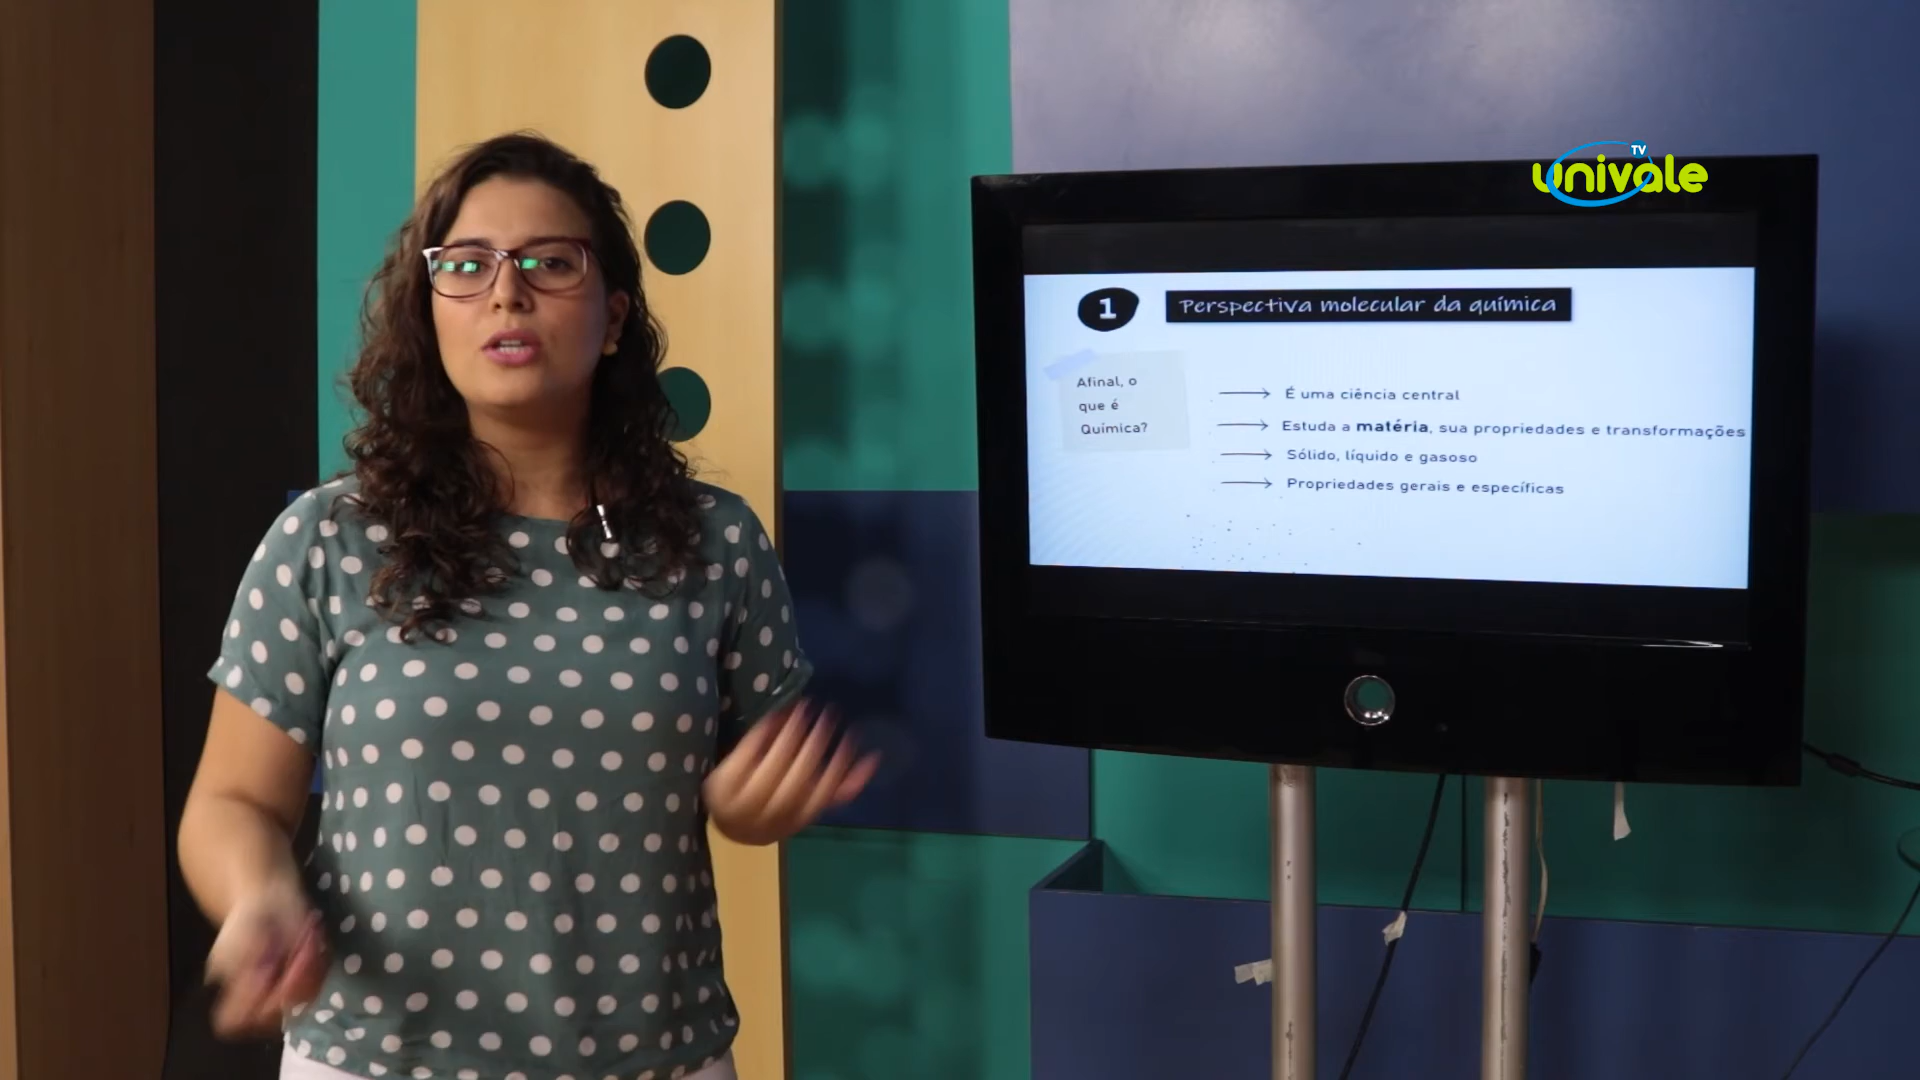 TV
univale
1
Perspectiva molecular da química
Afinal, o
que é
Química?
É uma ciência central
Estuda a matéria, sua propriedades e transformações
Sólido, líquido e gasoso
Propriedades gerais e específicas